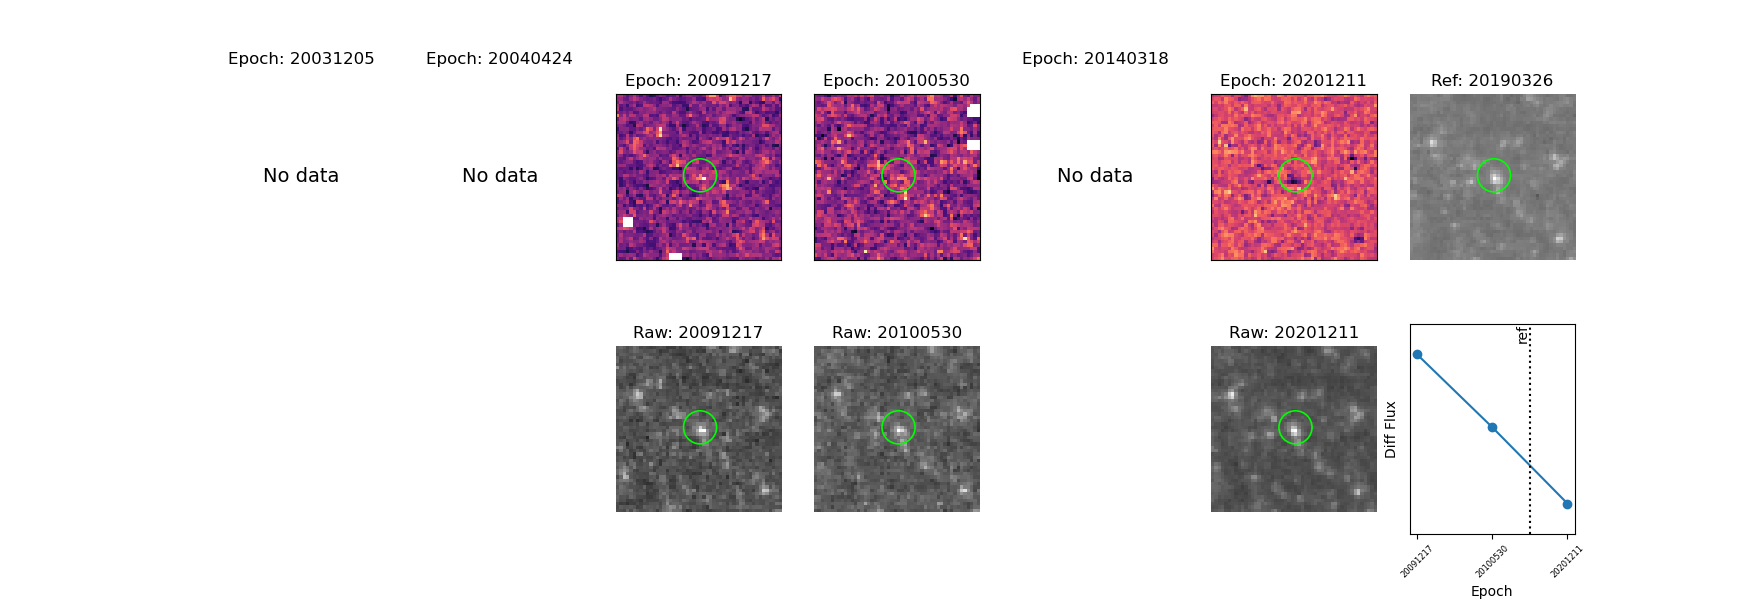 Epoch: 20031205
Epoch: 20040424
Epoch: 20091217
Epoch: 20100530
Epoch: 20140318
Epoch: 20201211
Ref: 20190326
No data
No data
No data
Raw: 20091217
Raw: 20100530
Raw: 20201211
ref
Diff Flux
20091217
20100530
20201211
Epoch